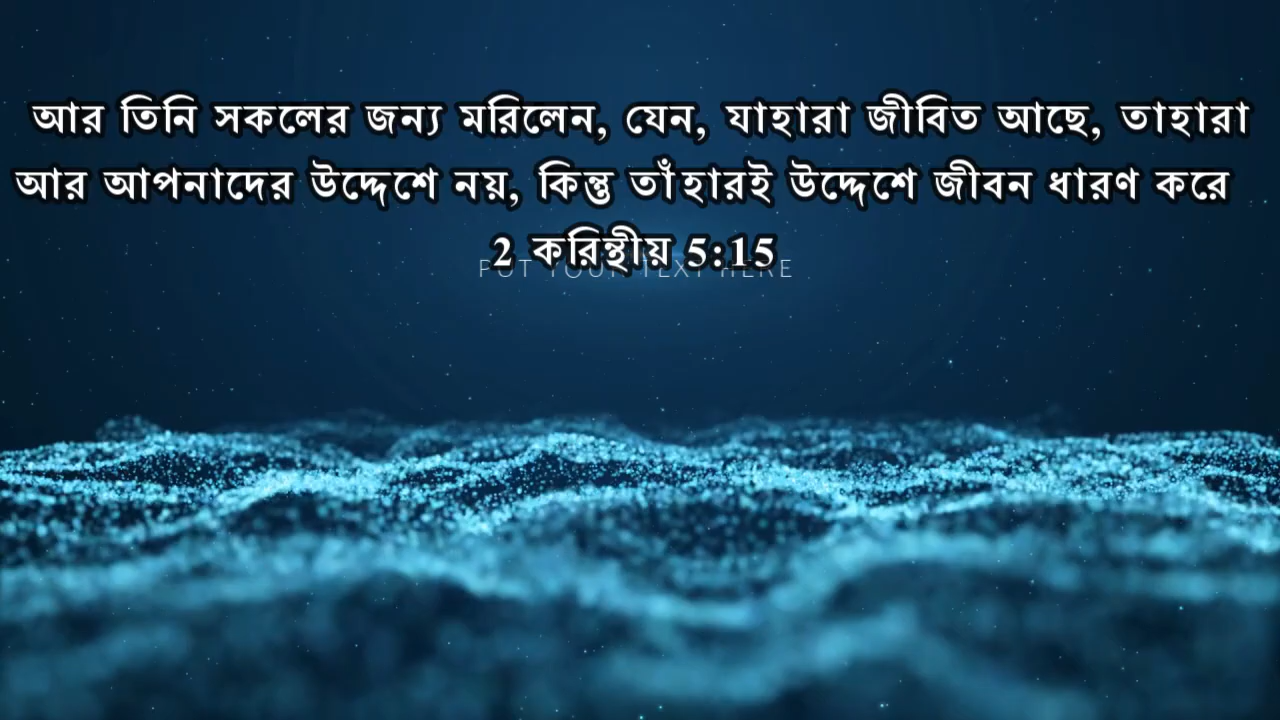 আর তিনি সকলের জন্য মরিলেন, যেন, যাহারা জীবিত আছে, তাহারা
আর আপনাদের উদ্দেশে নয়, কিন্তু তাঁহারই উদ্দেশে জীবন ধারণ করে
2 করিন্থীয় 5:15
PUT YOUR TEXT HERE